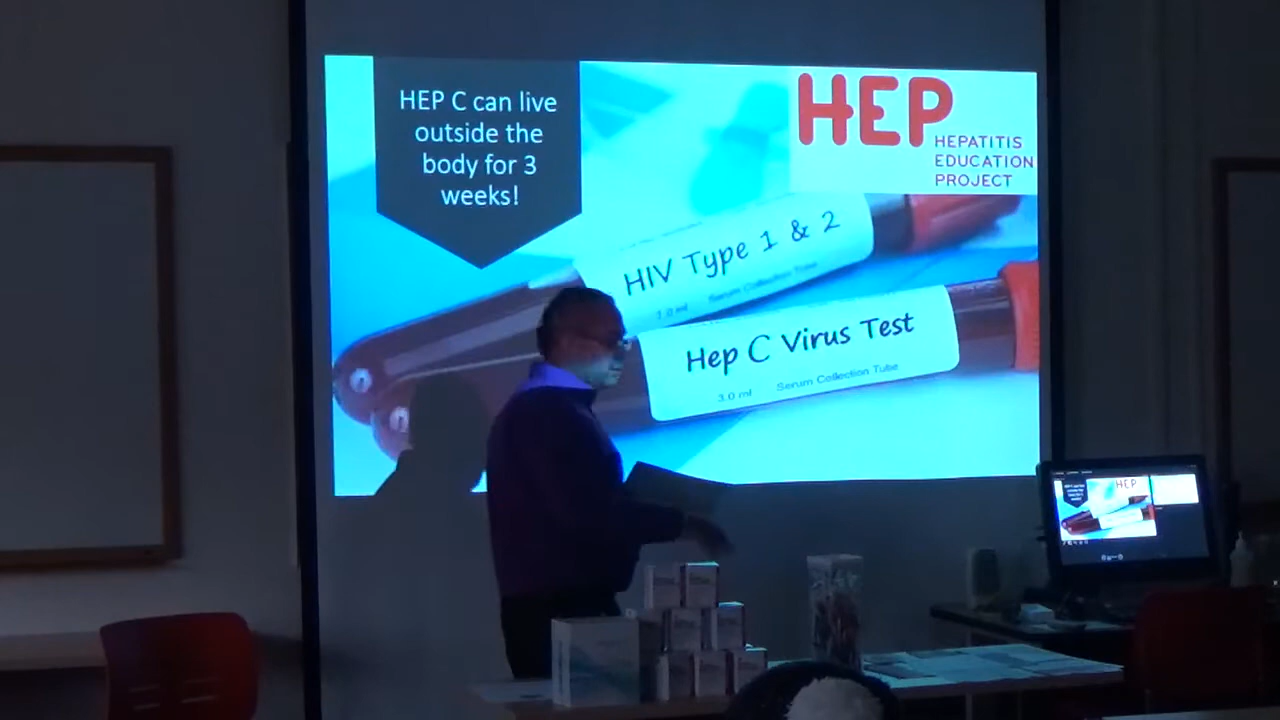 HEP C can live
outside the
body for 3
weeks!
HEP
HEPATITIS
EDUCATION
PROJECT
HIV Type 1 & 2
1.0 ml Serum Collection Tube
Hep C Virus Test
3.0 ml Serum Collection Tube
HEP